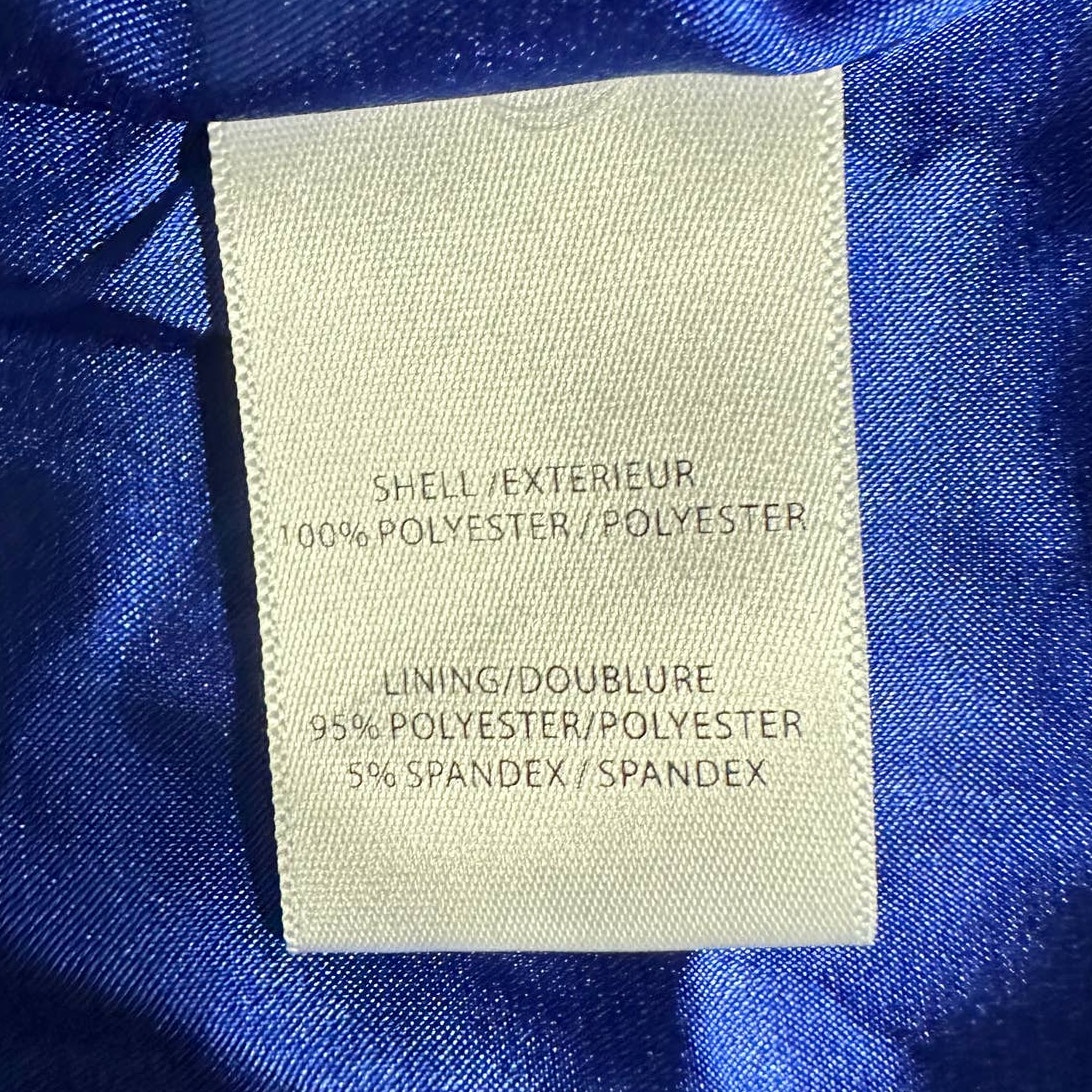 SHELL/EXTERIEUR
100% POLYESTER/POLYESTER
LINING/DOUBLURE
95% POLYESTER/POLYESTER
5% SPANDEX/SPANDEX